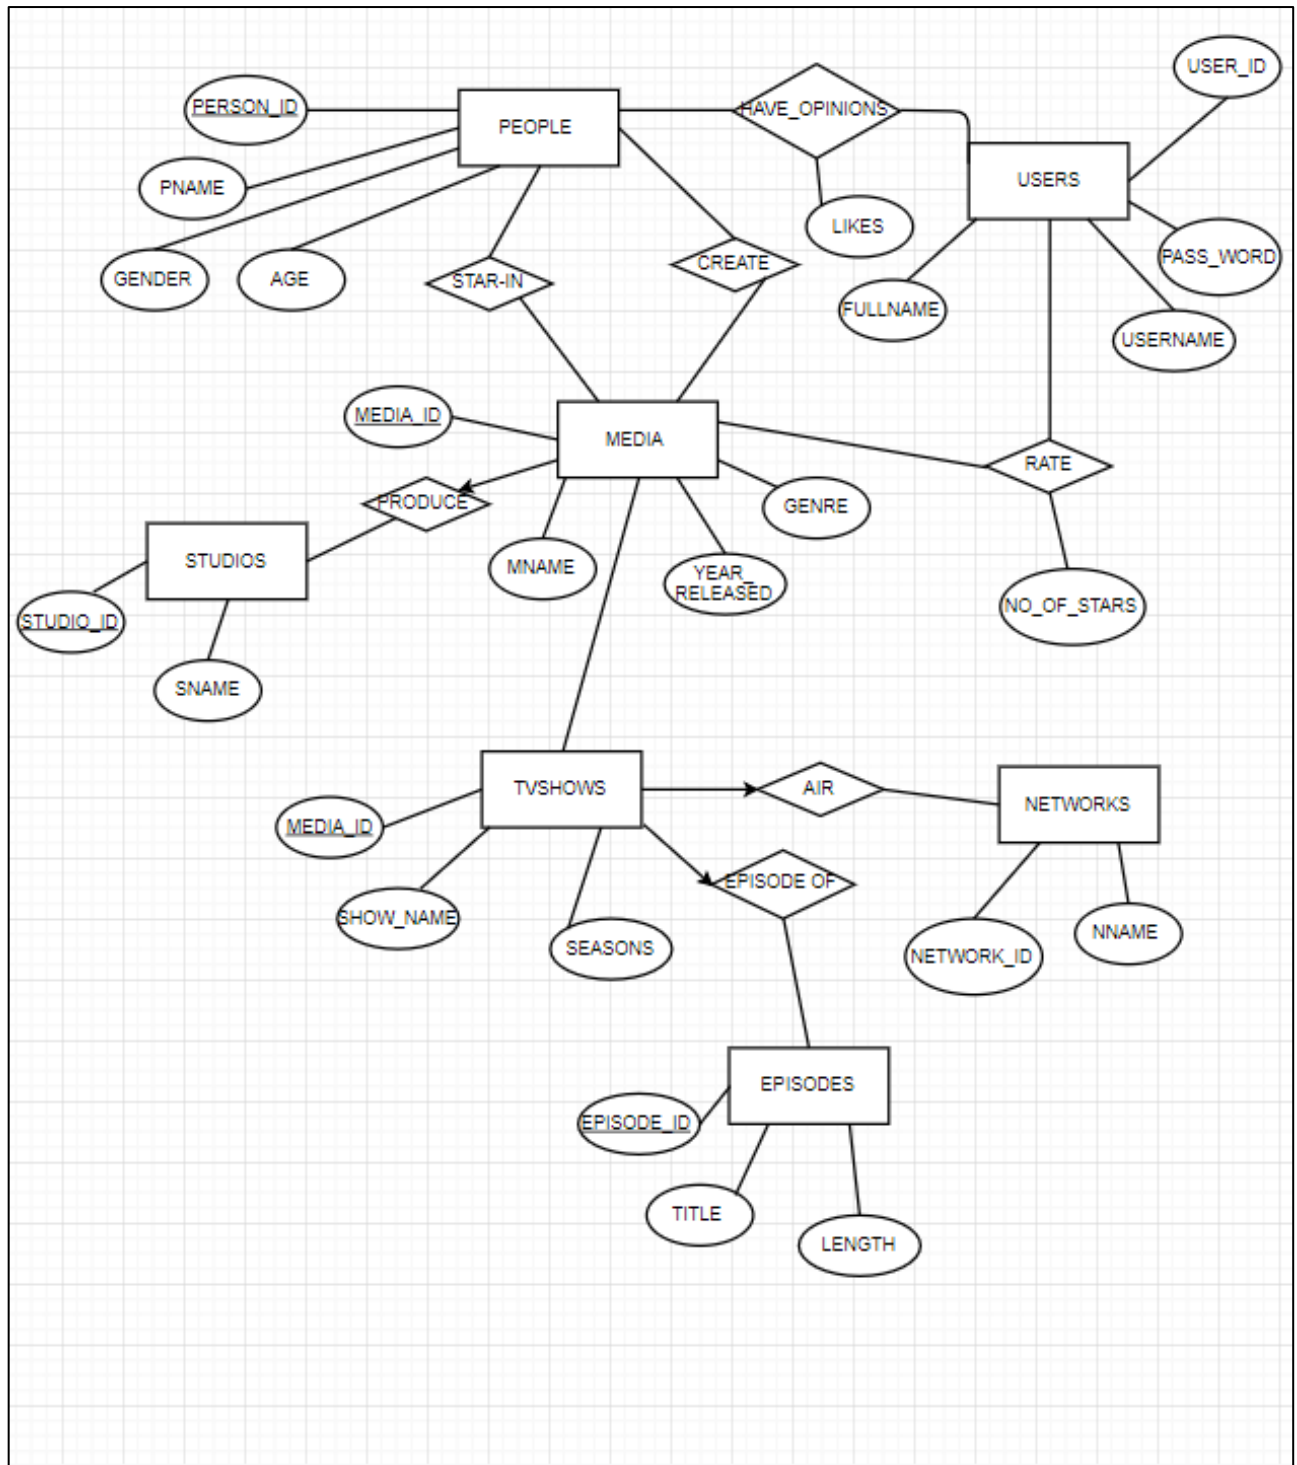 USER_ID
PERSON_ID
PEOPLE
HAVE_OPINIONS
USERS
PNAME
LIKES
PASS_WORD
GENDER
AGE
STAR-IN
CREATE
FULLNAME
USERNAME
MEDIA_ID
MEDIA
RATE
PRODUCE
GENRE
STUDIOS
MNAME
YEAR_
RELEASED
NO_OF_STARS
STUDIO_ID
SNAME
TVSHOWS
AIR
NETWORKS
MEDIA_ID
EPISODE OF
SHOW_NAME
SEASONS
NETWORK_ID
NNAME
EPISODES
EPISODE_ID
TITLE
LENGTH